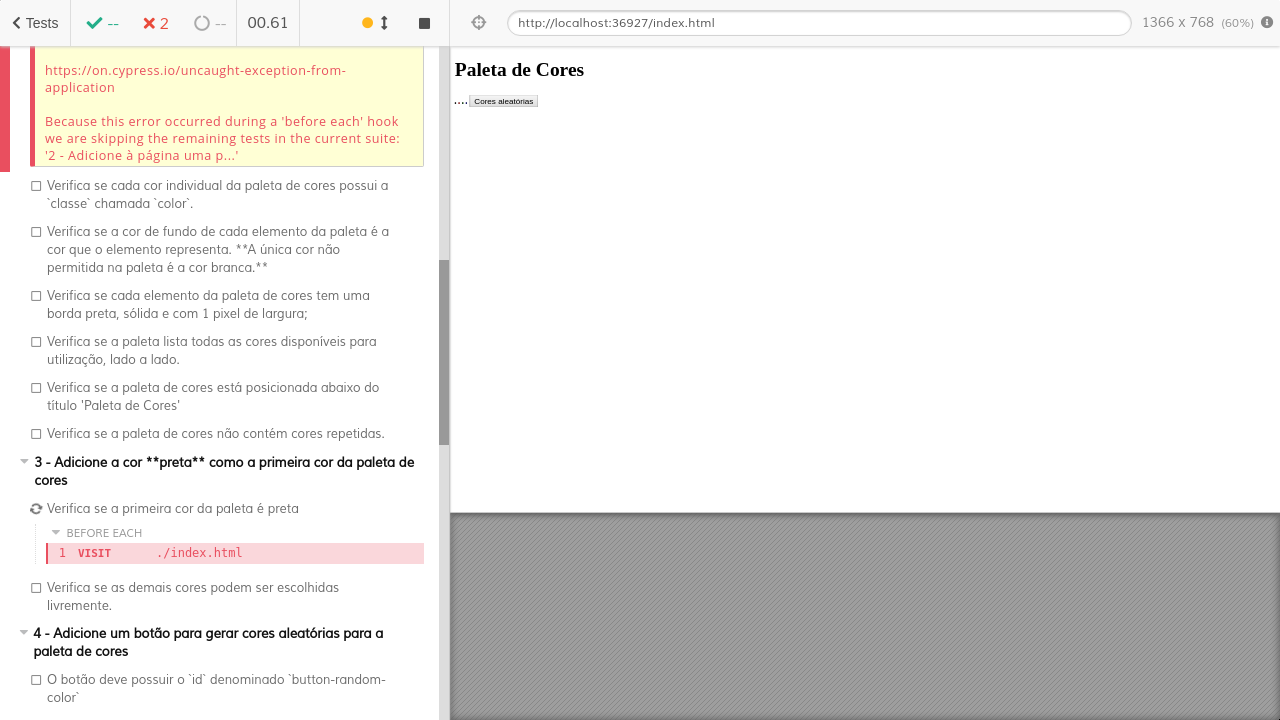 Tests
--
2
--
00.61
http://localhost:36927/index.html
1366 x 768 (60%)
https://on.cypress.io/uncaught-exception-from-
application
Because this error occurred during a 'before each' hook
we are skipping the remaining tests in the current suite:
'2 - Adicione à página uma p...'
Verifica se cada cor individual da paleta de cores possui a
`classe` chamada `color`.
Verifica se a cor de fundo de cada elemento da paleta é a
cor que o elemento representa. **A única cor não
permitida na paleta é a cor branca.**
Verifica se cada elemento da paleta de cores tem uma
borda preta, sólida e com 1 pixel de largura;
Verifica se a paleta lista todas as cores disponíveis para
utilização, lado a lado.
Verifica se a paleta de cores está posicionada abaixo do
título 'Paleta de Cores'
Verifica se a paleta de cores não contém cores repetidas.
3 - Adicione a cor **preta** como a primeira cor da paleta de
cores
Verifica se a primeira cor da paleta é preta
BEFORE EACH
1 VISIT ./index.html
Verifica se as demais cores podem ser escolhidas
livremente.
4 - Adicione um botão para gerar cores aleatórias para a
paleta de cores
O botão deve possuir o `id` denominado `button-random-
color`
Paleta de Cores
.... Cores aleatórias